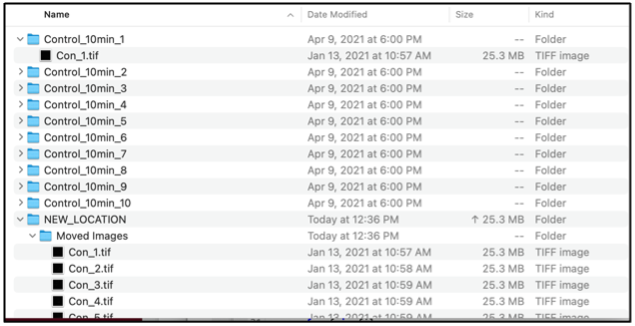 Name Date Modified Size Kind
Control_10min_1 Apr 9, 2021 at 6:00 PM -- Folder
Con_1.tif Jan 13, 2021 at 10:57 AM 25.3 MB TIFF image
Control_10min_2 Apr 9, 2021 at 6:00 PM -- Folder
Control_10min_3 Apr 9, 2021 at 6:00 PM -- Folder
Control_10min_4 Apr 9, 2021 at 6:00 PM -- Folder
Control_10min_5 Apr 9, 2021 at 6:00 PM -- Folder
Control_10min_6 Apr 9, 2021 at 6:00 PM -- Folder
Control_10min_7 Apr 9, 2021 at 6:00 PM -- Folder
Control_10min_8 Apr 9, 2021 at 6:00 PM -- Folder
Control_10min_9 Apr 9, 2021 at 6:00 PM -- Folder
Control_10min_10 Apr 9, 2021 at 6:00 PM -- Folder
NEW_LOCATION Today at 12:36 PM ↑ 25.3 MB Folder
Moved Images Today at 12:36 PM -- Folder
Con_1.tif Jan 13, 2021 at 10:57 AM 25.3 MB TIFF image
Con_2.tif Jan 13, 2021 at 10:58 AM 25.3 MB TIFF image
Con_3.tif Jan 13, 2021 at 10:59 AM 25.3 MB TIFF image
Con_4.tif Jan 13, 2021 at 10:59 AM 25.3 MB TIFF image
Con_5.tif Jan 13, 2021 at 10:59 AM 25.3 MB TIFF image